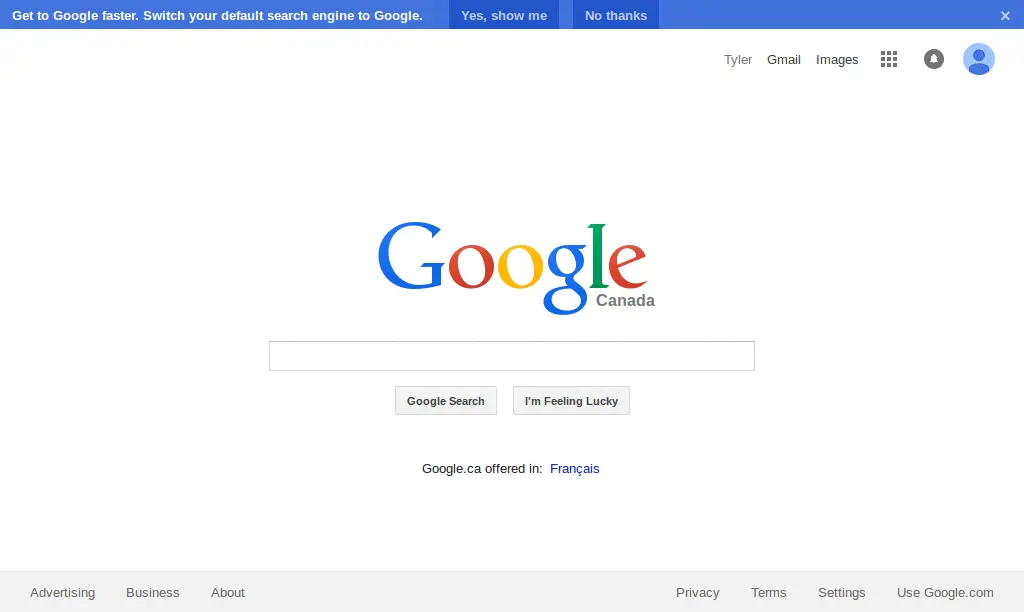 Get to Google faster. Switch your default search engine to Google. Yes, show me No thanks ×
Tyler Gmail Images
Google
Canada
Google Search I'm Feeling Lucky
Google.ca offered in: Français
Advertising Business About Privacy Terms Settings Use Google.com